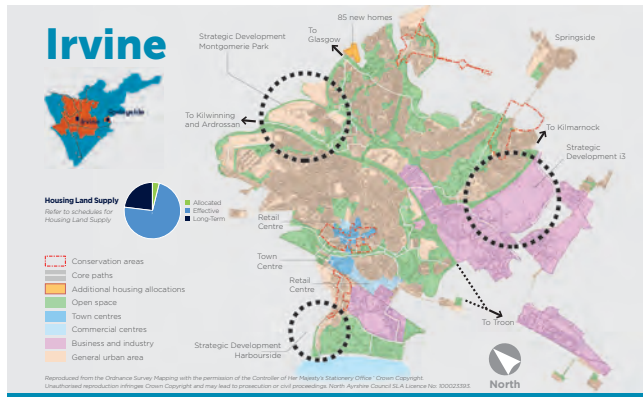 Irvine
Strategic Development
Montgomerie Park
85 new homes
To
Glasgow
Springside
To Kilwinning
and Ardrossan
To Kilmarnock
Strategic
Development i3
Housing Land Supply
Refer to schedules for
Housing Land Supply
Allocated
Effective
Long-Term
Retail
Centre
Town
Centre
Retail
Centre
Conservation areas
Core paths
Additional housing allocations
Open space
Town centres
Commercial centres
Business and industry
General urban area
To Troon
Strategic Development
Harbourside
North
Reproduced from the Ordnance Survey Mapping with the permission of the Controller of Her Majesty's Stationery Office Crown Copyright.
Unauthorised reproduction infringes Crown Copyright and may lead to prosecution or civil proceedings. North Ayrshire Council SLA Licence No: 100023393.